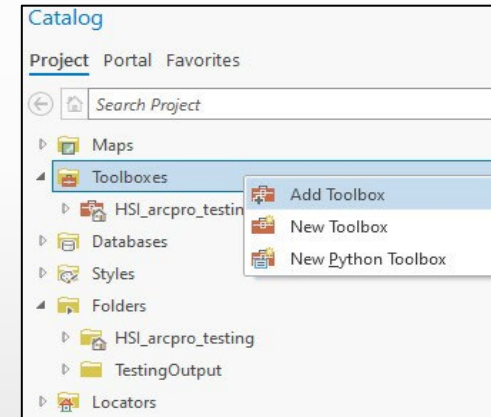 Catalog
Project Portal Favorites
Search Project
Maps
Toolboxes
Add Toolbox
HSI_arcpro_testin
New Toolbox
Databases
New Python Toolbox
Styles
Folders
HSI_arcpro_testing
TestingOutput
Locators